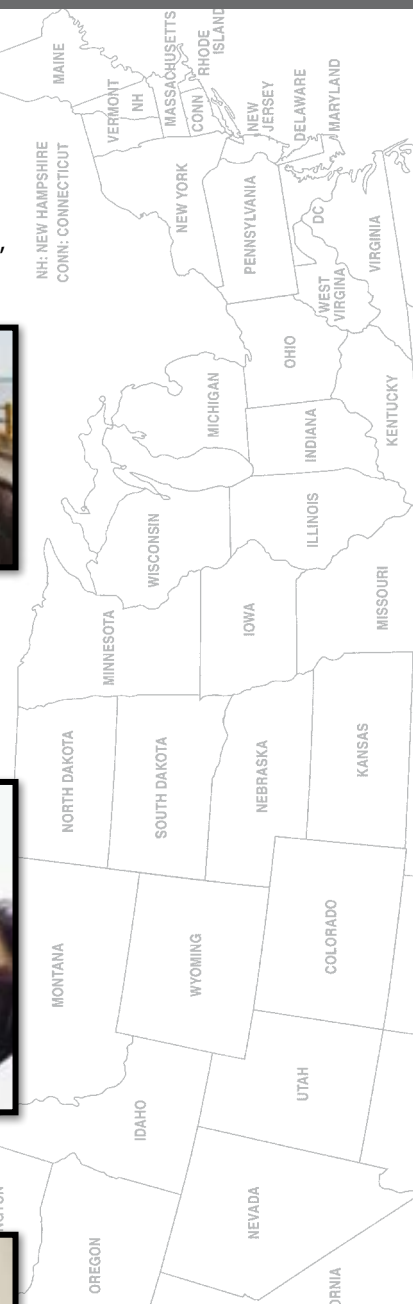 MAINE
VERMONT
NH
MASSACHUSETTS
RHODE
ISLAND
CONN
NH: NEW HAMPSHIRE
CONN: CONNECTICUT
NEW YORK
NEW
JERSEY
DELAWARE
MARYLAND
PENNSYLVANIA
DC
VIRGINIA
WEST
VIRGINA
OHIO
MICHIGAN
INDIANA
KENTUCKY
WISCONSIN
ILLINOIS
MINNESOTA
IOWA
MISSOURI
NORTH DAKOTA
SOUTH DAKOTA
NEBRASKA
KANSAS
MONTANA
WYOMING
COLORADO
IDAHO
UTAH
OREGON
NEVADA